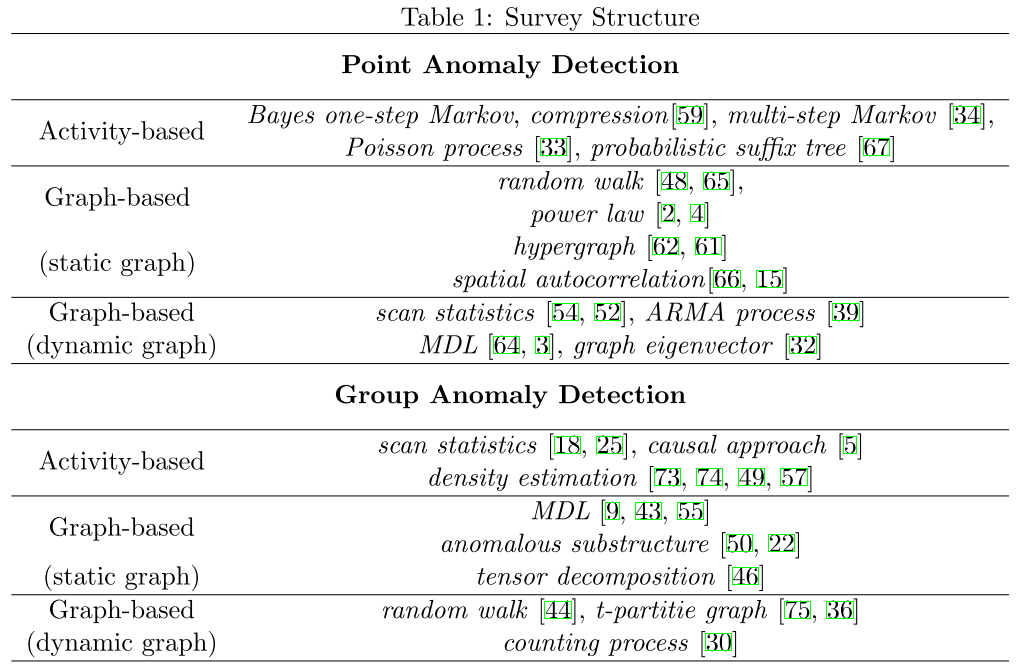 Table 1: Survey Structure
Point Anomaly Detection
Activity-based
Bayes one-step Markov, compression[59], multi-step Markov [34],
Poisson process [33], probabilistic suffix tree [67]
Graph-based
(static graph)
random walk [48, 65],
power law [2, 4]
hypergraph [62, 61]
spatial autocorrelation[66, 15]
Graph-based
(dynamic graph)
scan statistics [54, 52], ARMA process [39]
MDL [64, 3], graph eigenvector [32]
Group Anomaly Detection
Activity-based
scan statistics [18, 25], causal approach [5]
density estimation [73, 74, 49, 57]
Graph-based
(static graph)
MDL [9, 43, 55]
anomalous substructure [50, 22]
tensor decomposition [46]
Graph-based
(dynamic graph)
random walk [44], t-partitie graph [75, 36]
counting process [30]